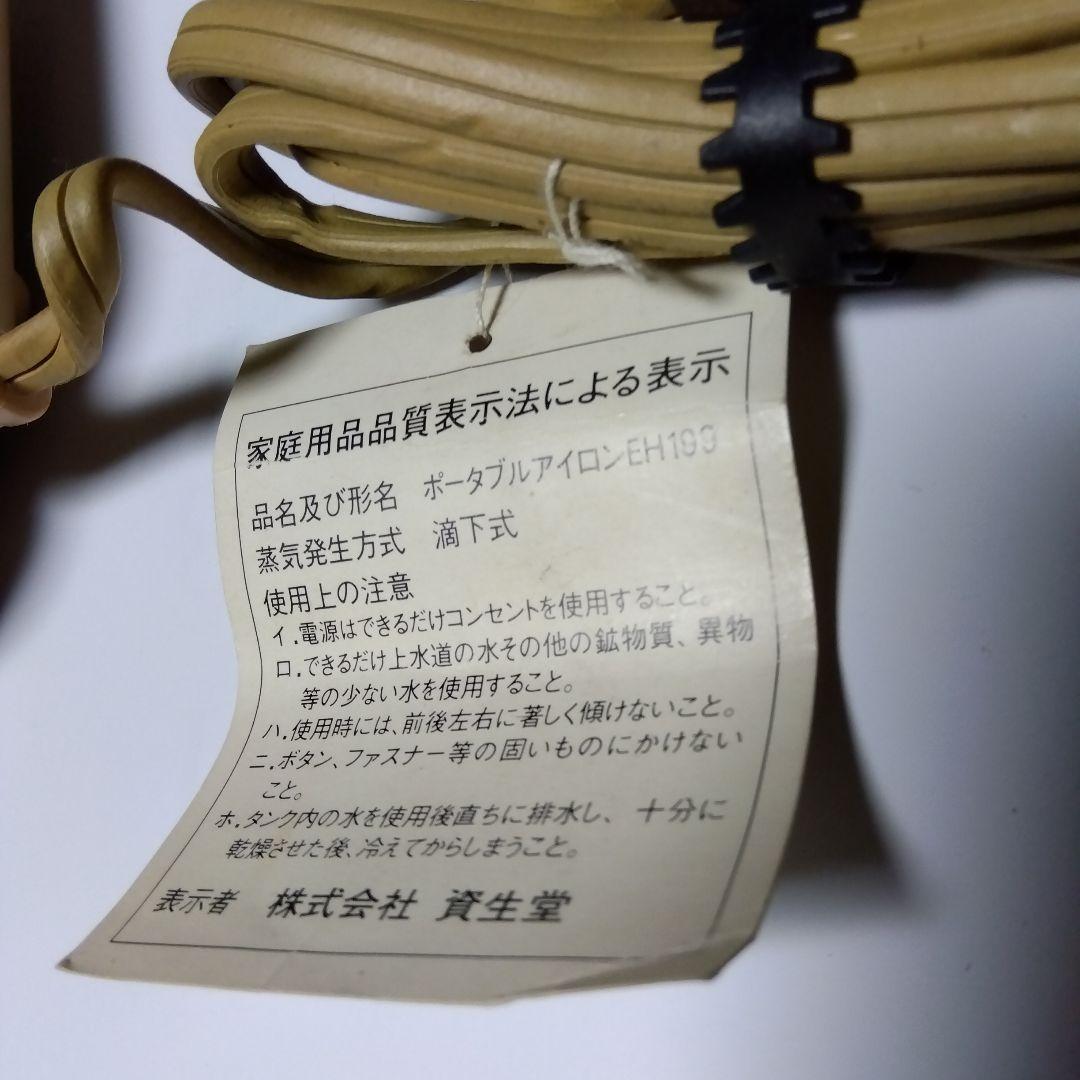 家庭用品品質表示法による表示
品名及び形名 ポータブルアイロン
蒸気発生方式 滴下式
使用上の注意
イ.電源はできるだけコンセントを使用すること。
ロ.できるだけ上水道の水その他の鉱物質、異物
等の少ない水を使用すること。
ハ.使用時には、前後左右に著しく傾けないこと。
ニ.ボタン、ファスナー等の固いものにかけない
こと。
ホ.タンク内の水を使用後直ちに排水し、十分に
乾燥させた後、冷えてからしまうこと。
表示者 株式会社 資生堂